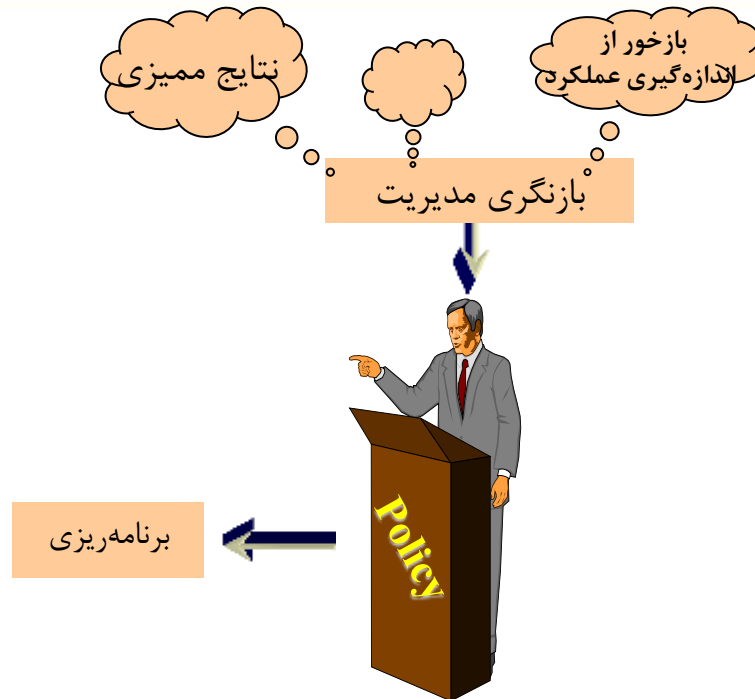 بازخور از
اندازه‌گیری عملکرد
نتایج ممیزی
بازنگری مدیریت
Policy
برنامه‌ریزی